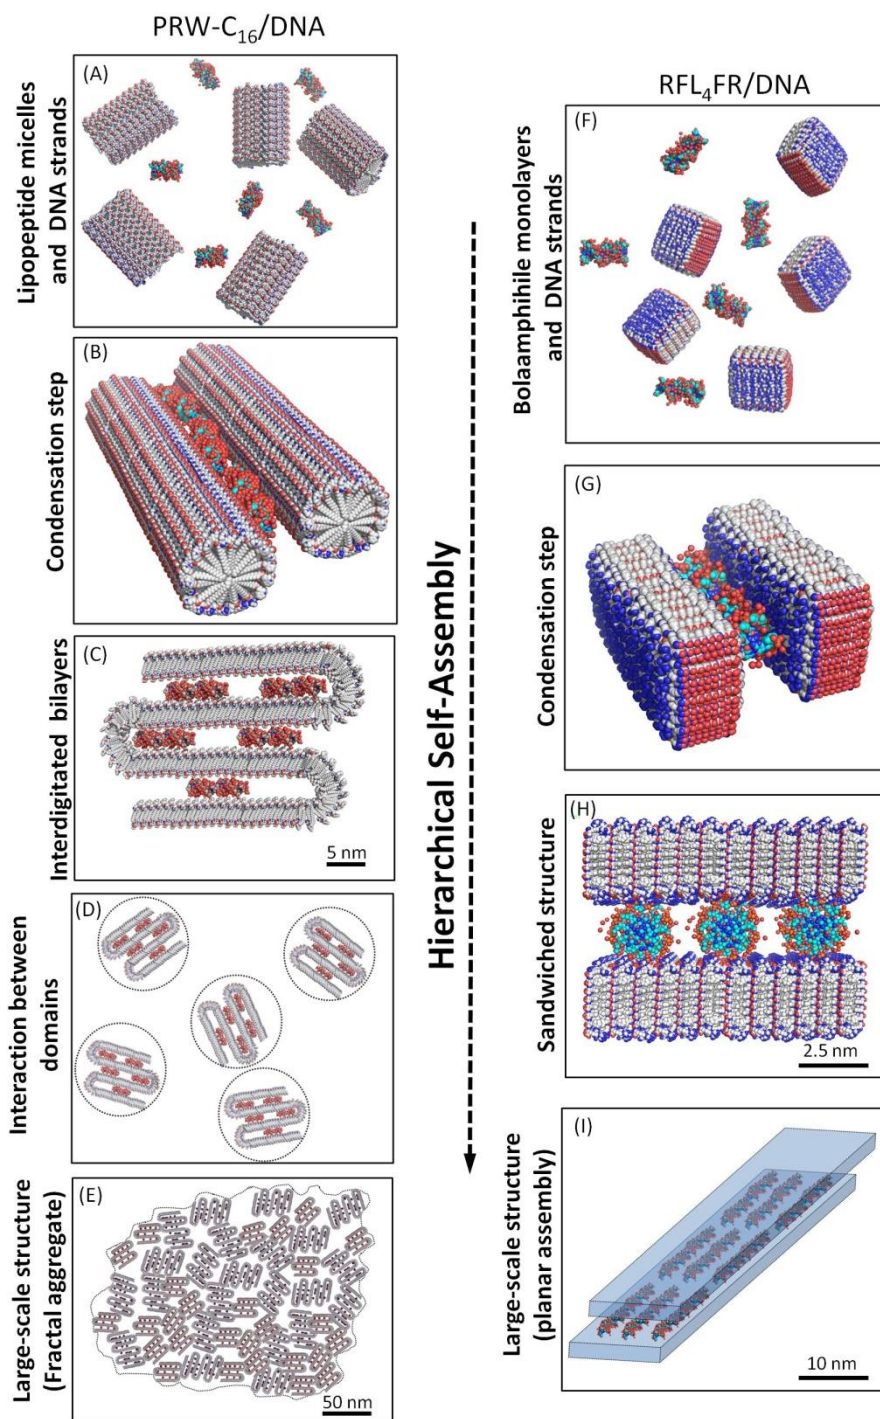 PRW-C₁₆/DNA
Lipopeptide micelles
and DNA strands
(A)
Condensation step
(B)
Interdigitated bilayers
(C)
5 nm
Interaction between
domains
(D)
Large-scale structure
(Fractal aggregate)
(E)
50 nm
Hierarchical Self-Assembly
RFL₄FR/DNA
Bolaamphihile monolayers
and DNA strands
(F)
Condensation step
(G)
Sandwiched structure
(H)
2.5 nm
Large-scale structure
(planar assembly)
(I)
10 nm